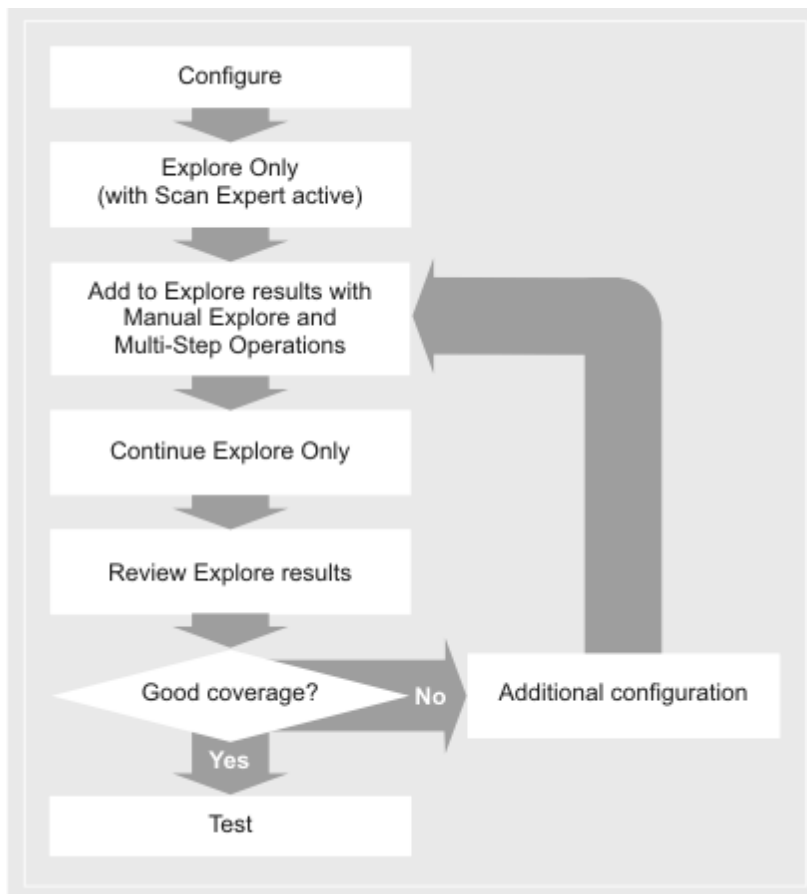 Configure
Explore Only
(with Scan Expert active)
Add to Explore results with
Manual Explore and
Multi-Step Operations
Continue Explore Only
Review Explore results
Good coverage?
No
Additional configuration
Yes
Test